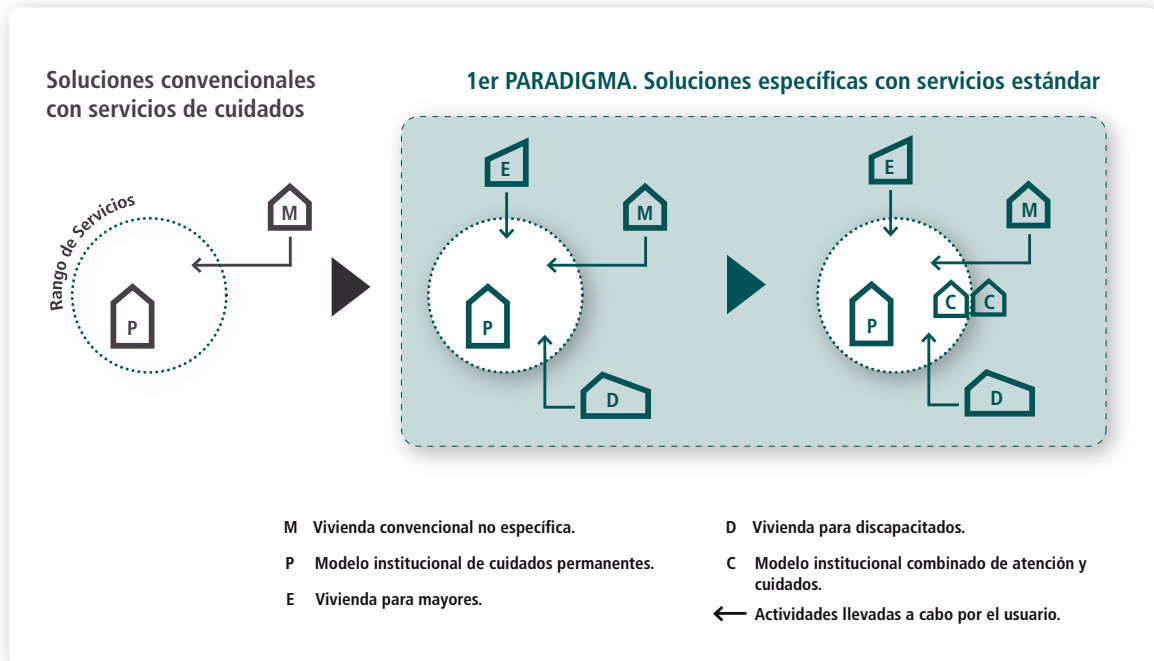 Soluciones convencionales
con servicios de cuidados
1er PARADIGMA. Soluciones específicas con servicios estándar
Rango de Servicios
M
P
E
M
P
D
E
M
P
C
C
D
M Vivienda convencional no específica.
P Modelo institucional de cuidados permanentes.
E Vivienda para mayores.
D Vivienda para discapacitados.
C Modelo institucional combinado de atención y
cuidados.
Actividades llevadas a cabo por el usuario.